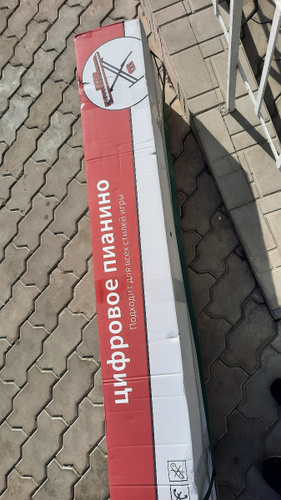 цифровое пианино
Подходит для всех стилей игры